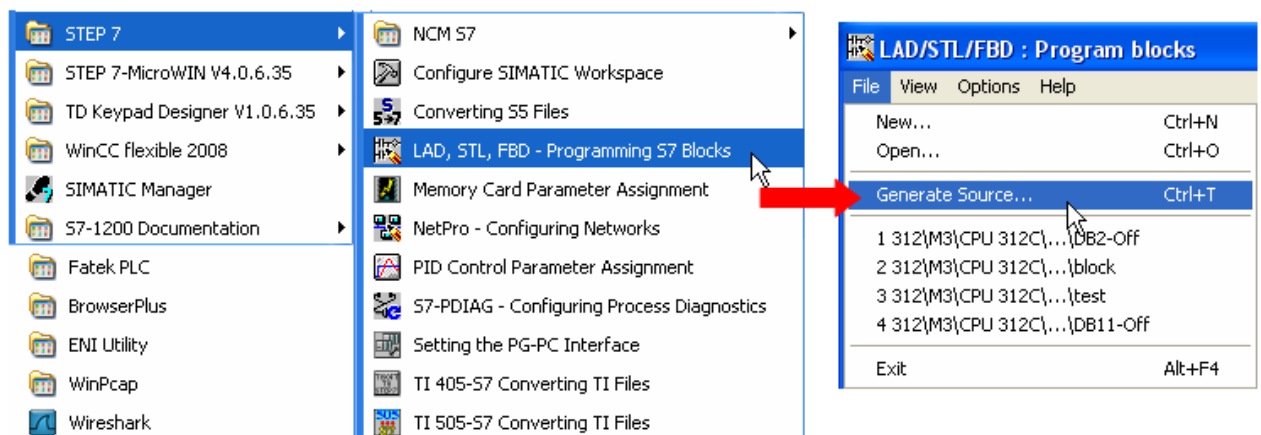 STEP 7
STEP 7-MicroWIN V4.0.6.35
TD Keypad Designer V1.0.6.35
WinCC flexible 2008
SIMATIC Manager
S7-1200 Documentation
Fatek PLC
BrowserPlus
ENI Utility
WinPcap
Wireshark
NCM S7
Configure SIMATIC Workspace
Converting S5 Files
LAD, STL, FBD - Programming S7 Blocks
Memory Card Parameter Assignment
NetPro - Configuring Networks
PID Control Parameter Assignment
S7-PDIAG - Configuring Process Diagnostics
Setting the PG-PC Interface
TI 405-S7 Converting TI Files
TI 505-S7 Converting TI Files
LAD/STL/FBD : Program blocks
File View Options Help
New... Ctrl+N
Open... Ctrl+O
Generate Source... Ctrl+T
1 312\M3\CPU 312C\...\DB2-Off
2 312\M3\CPU 312C\...\block
3 312\M3\CPU 312C\...\test
4 312\M3\CPU 312C\...\DB11-Off
Exit Alt+F4